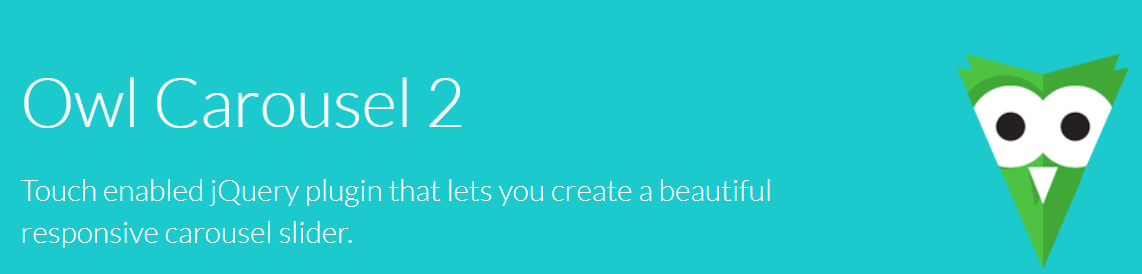 Owl Carousel 2
Touch enabled jQuery plugin that lets you create a beautiful
responsive carousel slider.